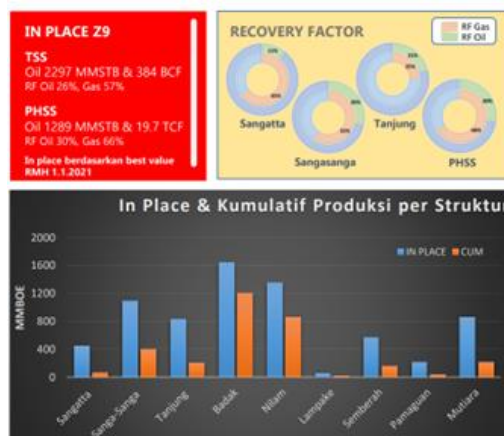 IN PLACE Z9
TSS
Oil 2297 MMSTB & 384 BCF
RF Oil 26%, Gas 57%
PHSS
Oil 1289 MMSTB & 19.7 TCF
RF Oil 30%, Gas 66%
In place berdasarkan best value
RMH 1.1.2021
RECOVERY FACTOR
RF Gas
RF Oil
Sangatta
Tanjung
Sangasanga
PHSS
In Place & Kumulatif Produksi per Struktur
IN PLACE
CUM
MMBOE
2000
1600
1200
800
400
0
Sangatta
Sanga-Sanga
Tanjung
Badak
Nilam
Lampake
Semberah
Pamaguan
Mutiara